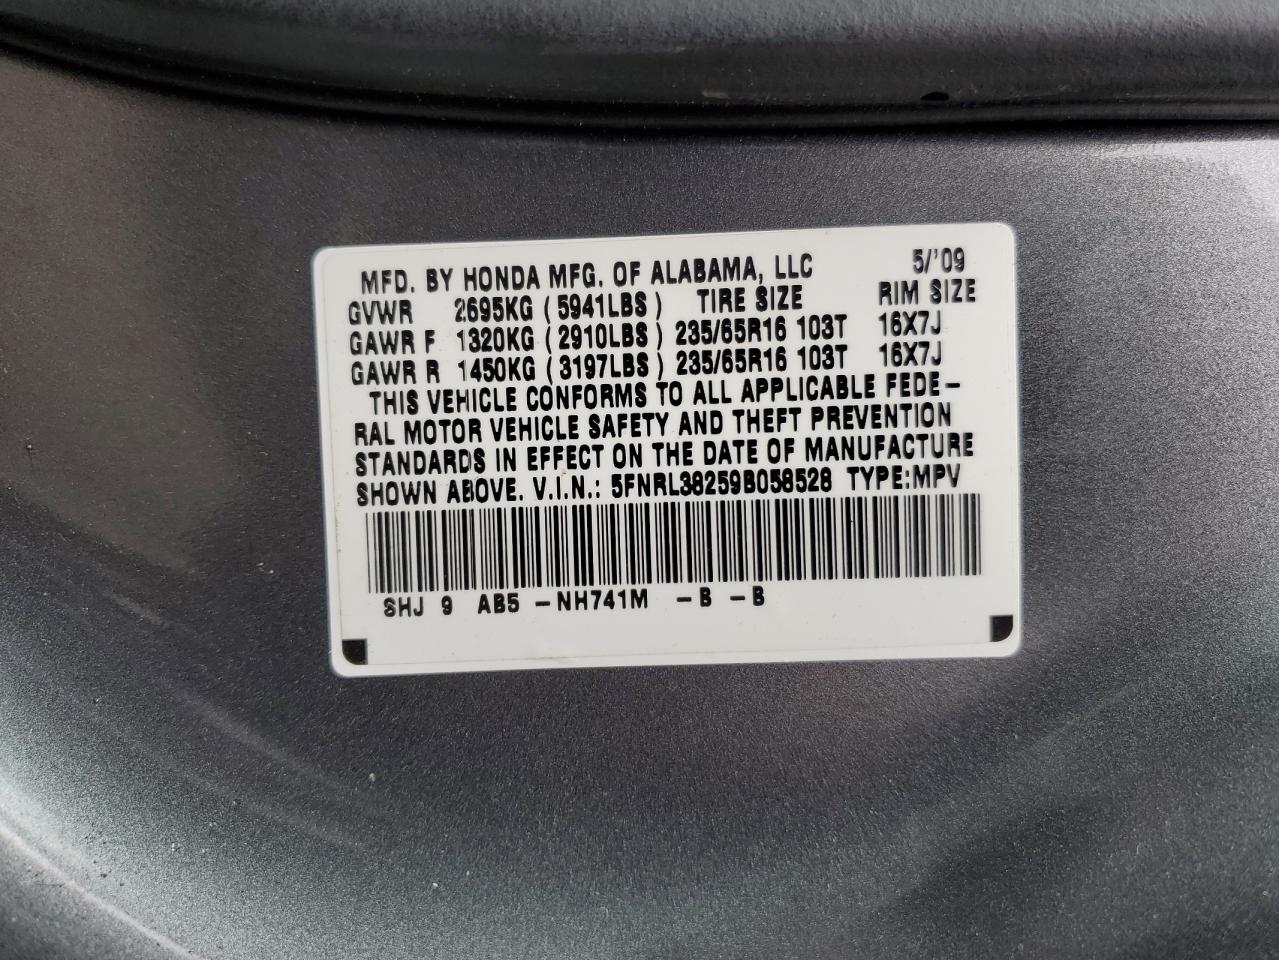 MFD. BY HONDA MFG. OF ALABAMA, LLC 5/'09
GVWR 2695KG ( 5941LBS ) TIRE SIZE RIM SIZE
GAWR F 1320KG ( 2910LBS ) 235/65R16 103T 16X7J
GAWR R 1450KG ( 3197LBS ) 235/65R16 103T 16X7J
THIS VEHICLE CONFORMS TO ALL APPLICABLE FEDE-
RAL MOTOR VEHICLE SAFETY AND THEFT PREVENTION
STANDARDS IN EFFECT ON THE DATE OF MANUFACTURE
SHOWN ABOVE. V.I.N.: 5FNRL38259B058528 TYPE:MPV
SHJ 9 AB5 -NH741M -B -B